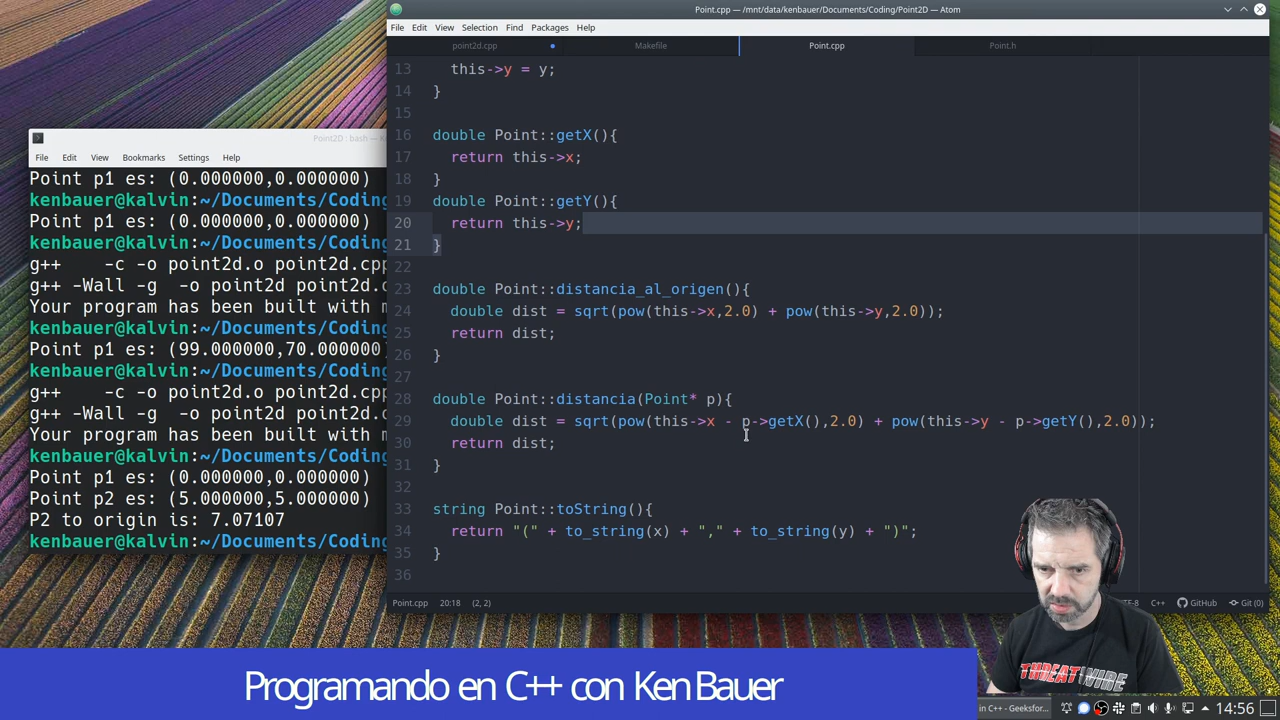 Point.cpp — /mnt/data/kenbauer/Documents/Coding/Point2D — Atom
File Edit View Selection Find Packages Help
point2d.cpp Makefile Point.cpp Point.h
13 this->y = y;
14 }
15
16 double Point::getX(){
17 return this->x;
18 }
19 double Point::getY(){
20 return this->y;
21 }
22
23 double Point::distancia_al_origen(){
24 double dist = sqrt(pow(this->x,2.0) + pow(this->y,2.0));
25 return dist;
26 }
27
28 double Point::distancia(Point* p){
29 double dist = sqrt(pow(this->x - p->getX(),2.0) + pow(this->y - p->getY(),2.0));
30 return dist;
31 }
32
33 string Point::toString(){
34 return "(" + to_string(x) + "," + to_string(y) + ")";
35 }
36
Point.cpp 20:18 (2, 2) C++ GitHub Git (0)
Point2D : bash —
File Edit View Bookmarks Settings Help
Point p1 es: (0.000000,0.000000)
kenbauer@kalvin:~/Documents/Coding
Point p1 es: (0.000000,0.000000)
kenbauer@kalvin:~/Documents/Coding
g++ -c -o point2d.o point2d.cpp
g++ -Wall -g -o point2d point2d.o
Your program has been built with
kenbauer@kalvin:~/Documents/Coding
Point p1 es: (99.000000,70.000000)
kenbauer@kalvin:~/Documents/Coding
g++ -c -o point2d.o point2d.cpp
g++ -Wall -g -o point2d point2d.o
Your program has been built with
kenbauer@kalvin:~/Documents/Coding
Point p1 es: (0.000000,0.000000)
Point p2 es: (5.000000,5.000000)
P2 to origin is: 7.07107
kenbauer@kalvin:~/Documents/Coding
THREATWIRE
Programando en C++ con Ken Bauer
in C++ - Geeksfor... 14:56